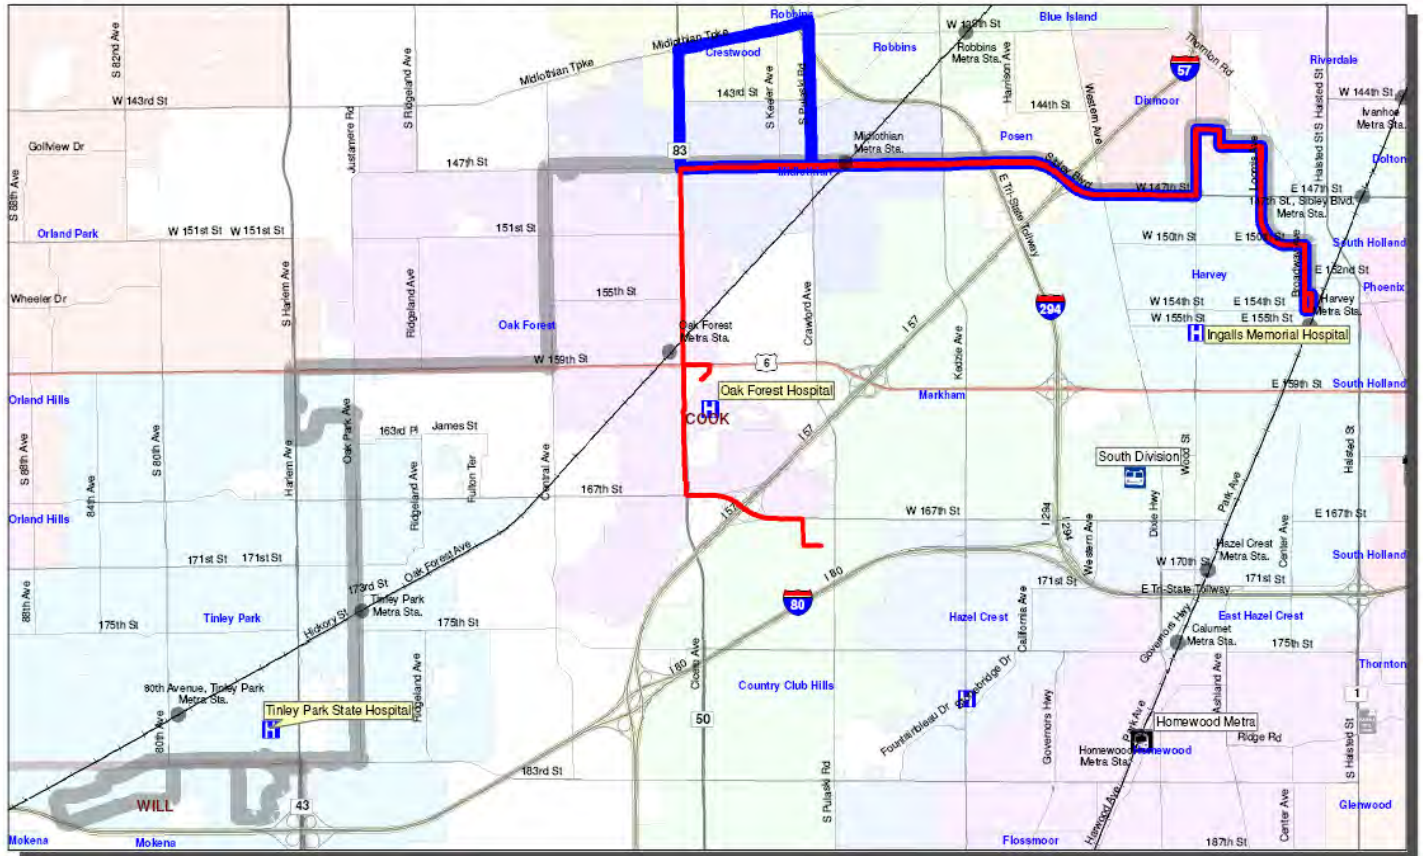 Robbins
Blue Island
Midlothian Tpke
Crestwood
Robbins
W 139th St
Robbins
Metra Sta.
Harrison Ave
Thornton Rd
57
Riverdale
S 82nd Ave
S Ridgeland Ave
Midlothian Tpke
W 143rd St
143rd St
S Keeler Ave
S Pulaski Rd
144th St
Western Ave
Dixmoor
S Halsted St
Halsted St
W 144th St
Ivanhoe
Metra Sta.
Golfview Dr
Justamere Rd
83
Midlothian
Metra Sta.
Posen
147th St
Midlothian
Sibley Blvd
Dolton
S 88th Ave
E Tri-State Tollway
W 147th St
Loomis Ave
E 147th St
147th St., Sibley Blvd.
Metra Sta.
Orland Park
W 151st St
W 151st St
151st St
W 150th St
E 150th St
South Holland
Wheeler Dr
S Harlem Ave
Ridgeland Ave
155th St
Crawford Ave
Harvey
Broadway Ave
E 152nd St
Phoenix
294
W 154th St
E 154th St
Harvey
Metra Sta.
W 155th St
E 155th St
Oak Forest
Oak Forest
Metra Sta.
I 57
Kedzie Ave
H
Ingalls Memorial Hospital
W 159th St
6
E 159th St
South Holland
Oak Forest Hospital
H
COOK
Markham
Orland Hills
S 88th Ave
S 80th Ave
Harlem Ave
Oak Park Ave
163rd Pl
James St
Fulton Ter
Central Ave
I 57
South Division
Wood St
Halsted St
84th Ave
Ridgeland Ave
167th St
I 57
W 167th St
I 294
I 294
Western Ave
Dixie Hwy
Park Ave
Center Ave
E 167th St
Orland Hills
171st St
171st St
Oak Forest Ave
173rd St
Hazel Crest
Metra Sta.
W 170th St
171st St
South Holland
88th Ave
Tinley Park
Metra Sta.
I 80
80
171st St
E Tri-State Tollway
175th St
Tinley Park
Hickory St
175th St
Hazel Crest
California Ave
Governors Hwy
Calumet
Metra Sta.
East Hazel Crest
175th St
Thornton
80th Avenue, Tinley Park
Metra Sta.
Ridgeland Ave
I 80
Cicero Ave
Country Club Hills
H
Fountainbleau Dr
Governors Hwy
Park Ave
Ashland Ave
1
Tinley Park State Hospital
H
80th Ave
50
Homewood Metra
Ridge Rd
Homewood
Metra Sta.
Homewood
S Halsted St
183rd St
S Pulaski Rd
WILL
43
Harwood Ave
Center Ave
Glenwood
Mokena
Mokena
Flossmoor
187th St